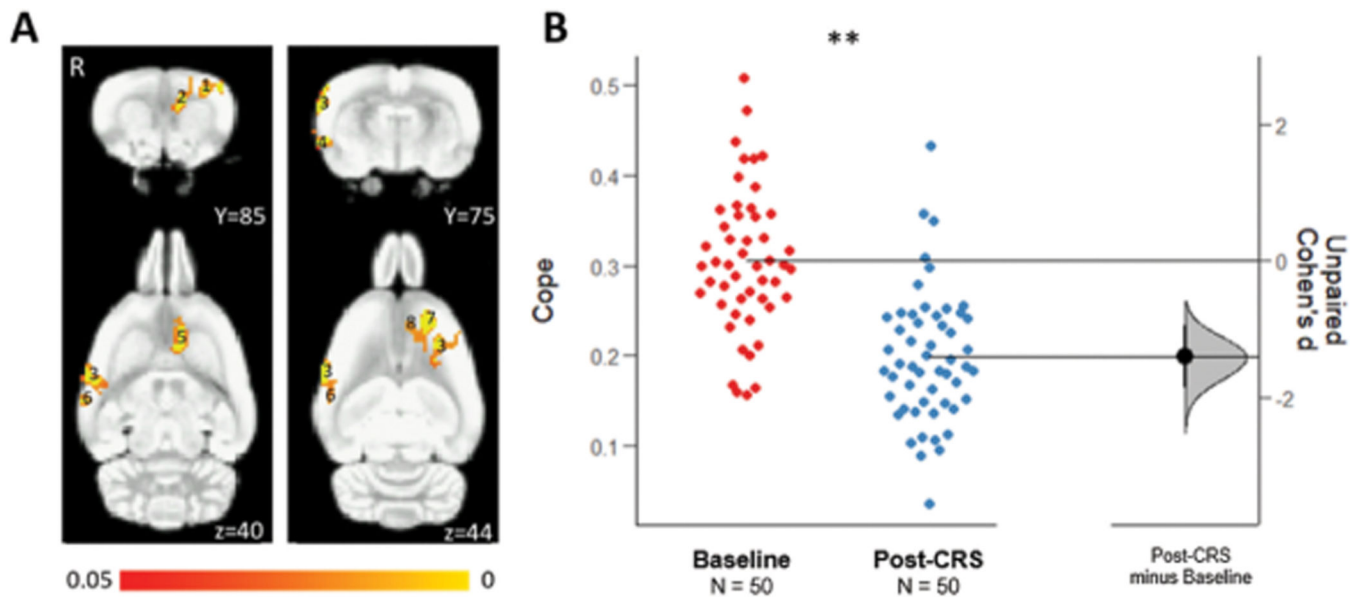 A
R
1
2
Y=85
3
4
Y=75
5
3
6
z=40
8
7
3
3
6
z=44
0.05
0
B
**
0.5
0.4
0.3
0.2
0.1
Cope
2
0
-2
Unpaired
Cohen's d
Baseline
N = 50
Post-CRS
N = 50
Post-CRS
minus Baseline